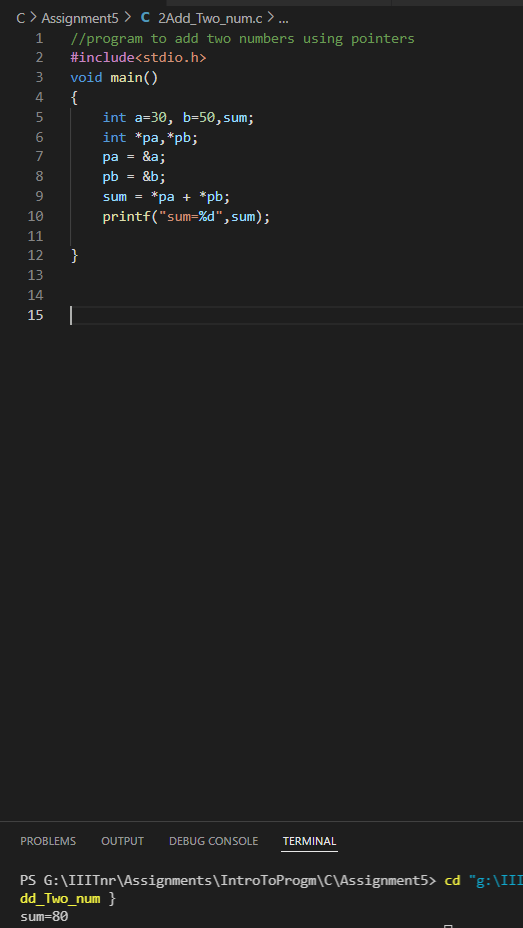 C > Assignment5 > C 2Add_Two_num.c > ...
1 //program to add two numbers using pointers
2 #include<stdio.h>
3 void main()
4 {
5 int a=30, b=50,sum;
6 int *pa,*pb;
7 pa = &a;
8 pb = &b;
9 sum = *pa + *pb;
10 printf("sum=%d",sum);
11
12 }
13
14
15
PROBLEMS OUTPUT DEBUG CONSOLE TERMINAL
PS G:\IIITnr\Assignments\IntroToProgm\C\Assignment5> cd "g:\III
dd_Two_num }
sum=80